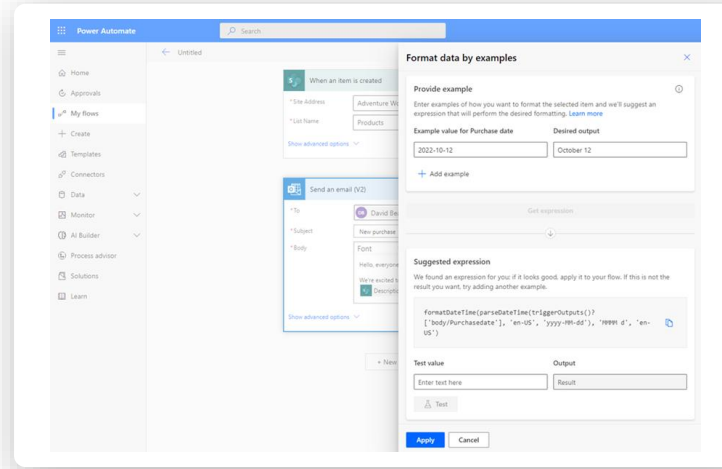 Power Automate
Search
Untitled
Home
Approvals
My flows
Create
Templates
Connectors
Data
Monitor
AI Builder
Process advisor
Solutions
Learn
When an item is created
* Site Address
Adventure
* List Name
Products
Show advanced options
Send an email (V2)
* To
DB David
* Subject
New purchase
* Body
Font
Hello, everyone
We're excited
Show advanced options
+ New
Format data by examples
Provide example
Enter examples of how you want to format the selected item and we'll suggest an
expression that will perform the desired formatting. Learn more
Example value for Purchase date
Desired output
2022-10-12
October 12
+ Add example
Get expression
Suggested expression
We found an expression for you: if it looks good, apply it to your flow. If this is not the
result you want, try adding another example.
formatDateTime(parseDateTime(triggerOutputs()?
['body/Purchasedate'], 'en-US', 'yyyy-MM-dd'), 'MMMM d', 'en-
US')
Test value
Output
Enter text here
Result
Test
Apply
Cancel